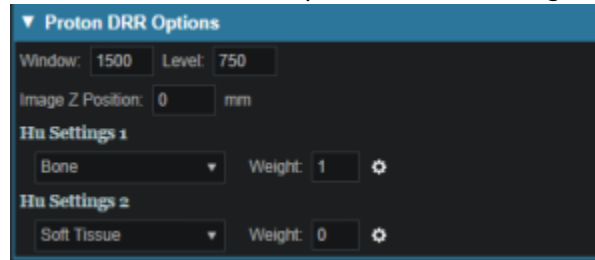 ▼ Proton DRR Options
Window: 1500 Level: 750
Image Z Position: 0 mm
Hu Settings 1
Bone Weight: 1
Hu Settings 2
Soft Tissue Weight: 0